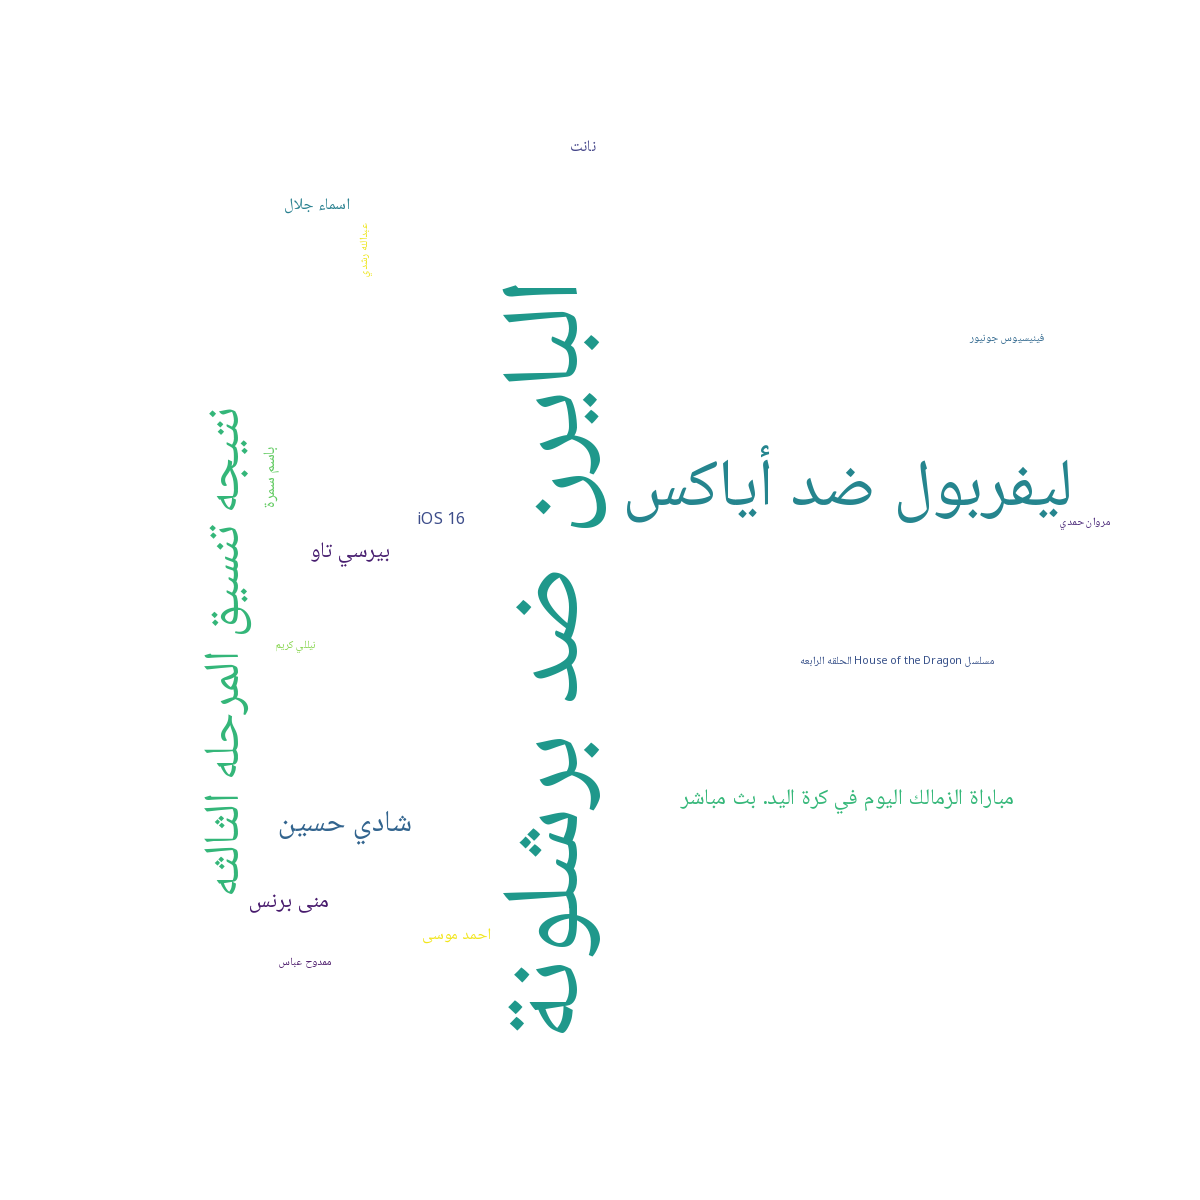 نانت
اسماء جلال
عبدالله رشدي
البايرن ضد برشلونة
فينيسيوس جونيور
نتيجه تنسيق المرحله الثالثه
باسم سمرة
ليفربول ضد أياكس
iOS 16
مروان حمدي
بيرسي تاو
نيللي كريم
مسلسل House of the Dragon الحلقه الرابعه
مباراة الزمالك اليوم في كرة اليد. بث مباشر
شادي حسين
منى برنس
احمد موسى
ممدوح عباس